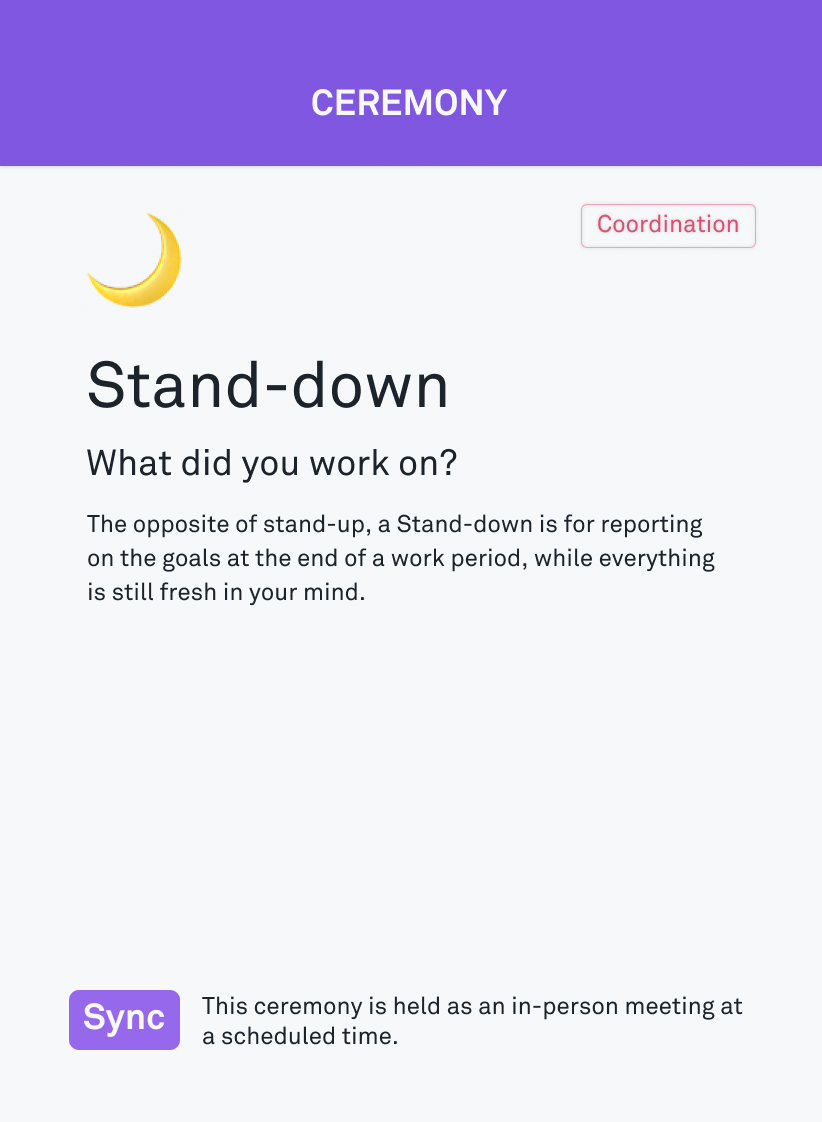 CEREMONY
Coordination
Stand-down
What did you work on?
The opposite of stand-up, a Stand-down is for reporting
on the goals at the end of a work period, while everything
is still fresh in your mind.
Sync
This ceremony is held as an in-person meeting at
a scheduled time.